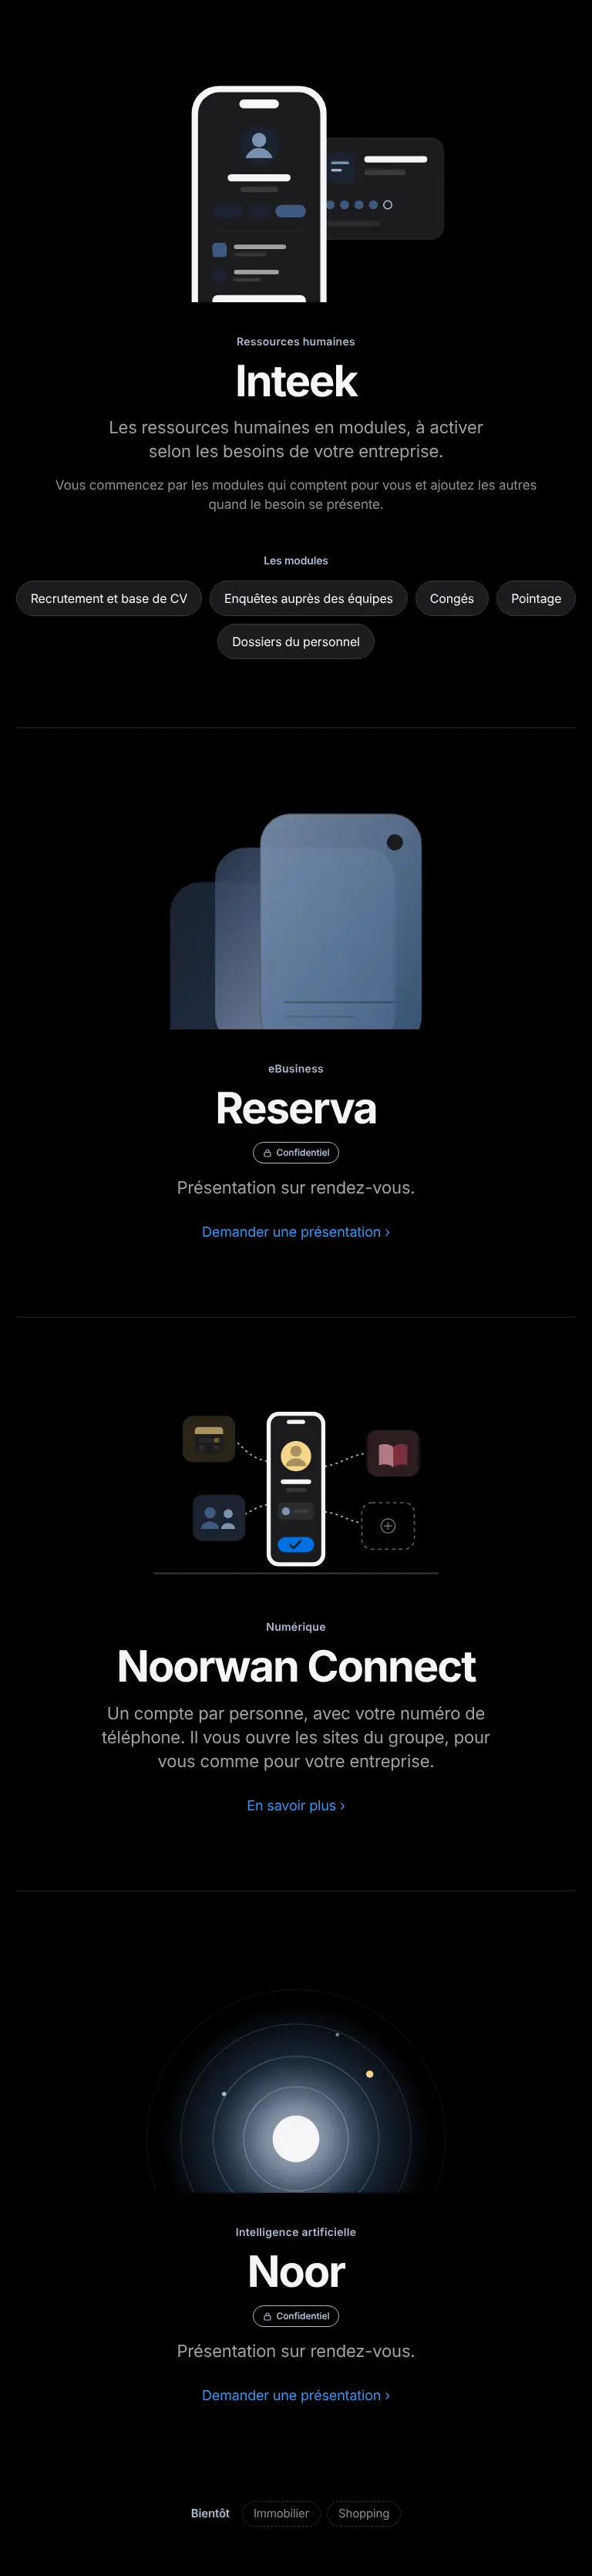 Ressources humaines
Inteek
Les ressources humaines en modules, à activer
selon les besoins de votre entreprise.
Vous commencez par les modules qui comptent pour vous et ajoutez les autres
quand le besoin se présente.
Les modules
Recrutement et base de CV
Enquêtes auprès des équipes
Congés
Pointage
Dossiers du personnel
eBusiness
Reserva
Confidentiel
Présentation sur rendez-vous.
Demander une présentation ›
Numérique
Noorwan Connect
Un compte par personne, avec votre numéro de
téléphone. Il vous ouvre les sites du groupe, pour
vous comme pour votre entreprise.
En savoir plus ›
Intelligence artificielle
Noor
Confidentiel
Présentation sur rendez-vous.
Demander une présentation ›
Bientôt
Immobilier
Shopping